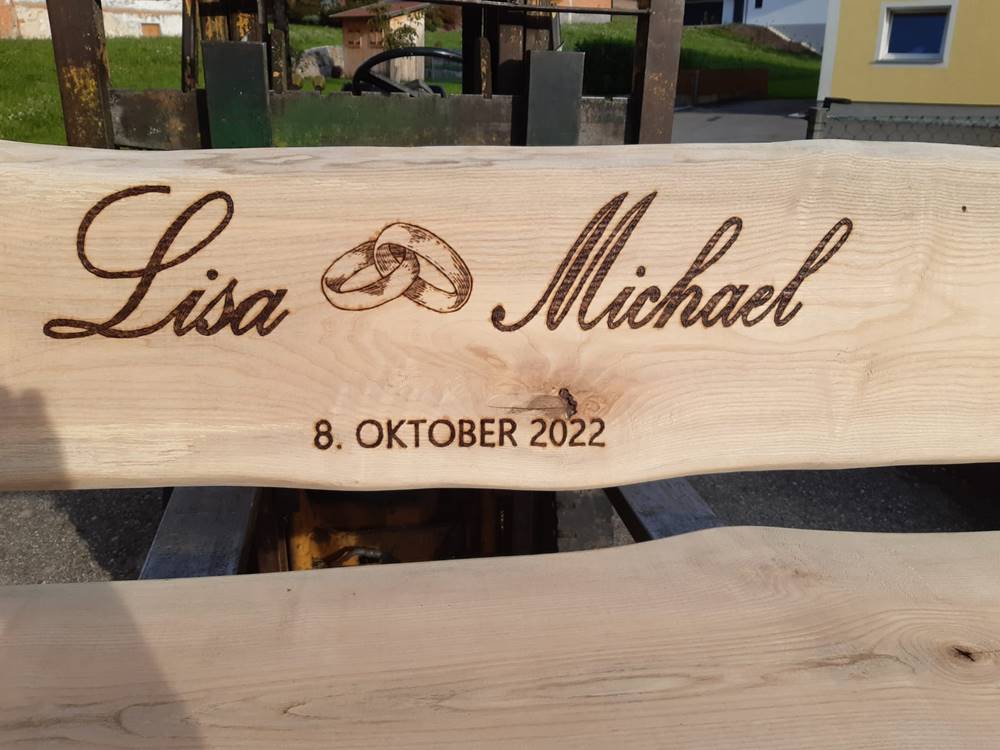 Lisa Michael
8. OKTOBER 2022